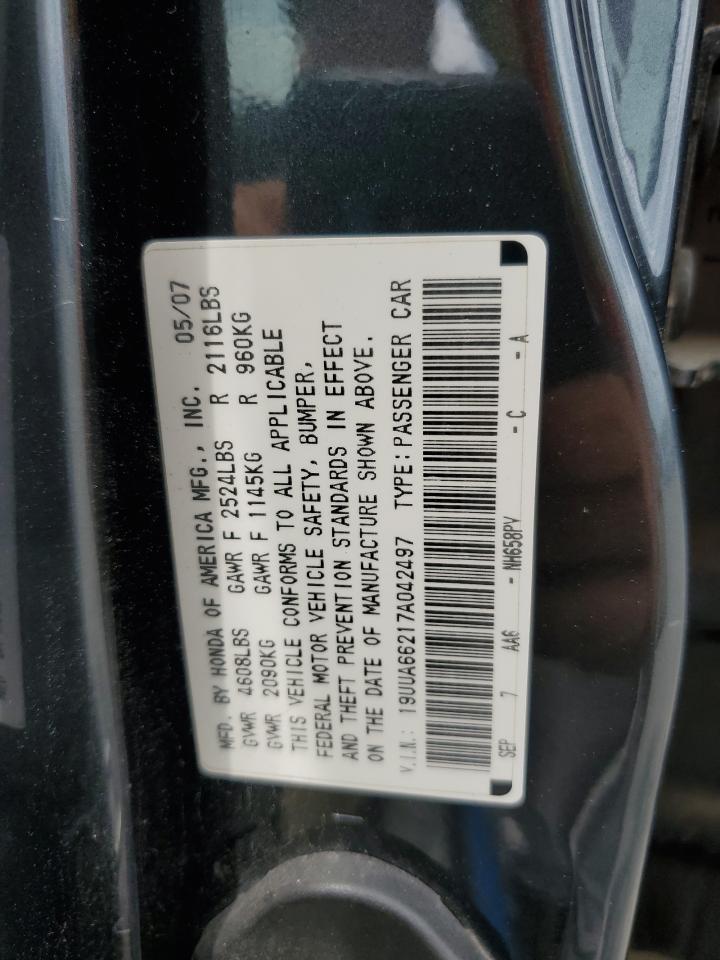 MFD. BY HONDA OF AMERICA MFG., INC. 05/07
GVWR 4608LBS GAWR F 2524LBS R 2116LBS
GVWR 2090KG GAWR F 1145KG R 960KG
THIS VEHICLE CONFORMS TO ALL APPLICABLE
FEDERAL MOTOR VEHICLE SAFETY, BUMPER,
AND THEFT PREVENTION STANDARDS IN EFFECT
ON THE DATE OF MANUFACTURE SHOWN ABOVE.
V.I.N.: 19UUA66217A042497 TYPE:PASSENGER CAR
SEP 7 AA6 - NH658PV - C - A